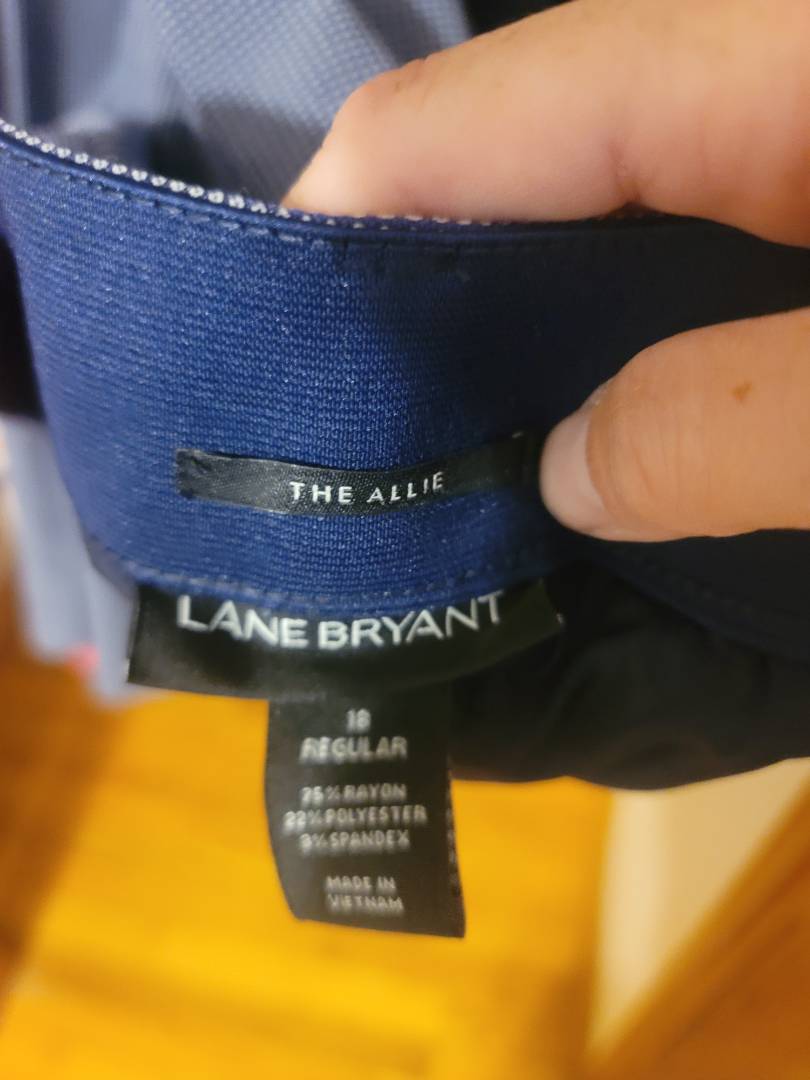 THE ALLIE
LANE BRYANT
18
REGULAR
75% RAYON
22% POLYESTER
3% SPANDEX
MADE IN
VIETNAM